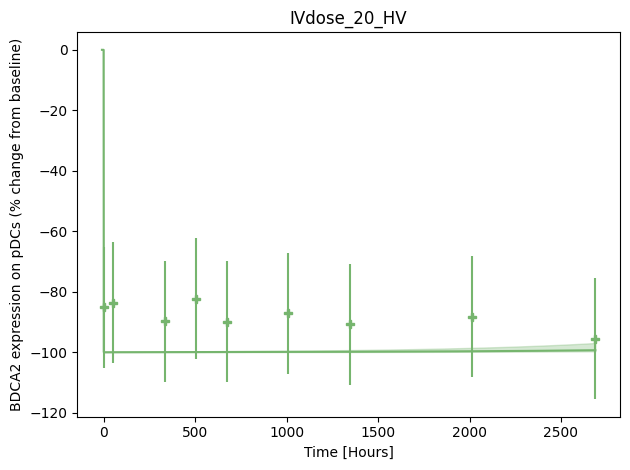 IVdose_20_HV
BDCA2 expression on pDCs (% change from baseline)
0
−20
−40
−60
−80
−100
−120
0 500 1000 1500 2000 2500
Time [Hours]